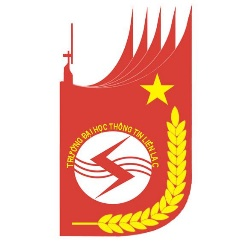 TRƯỜNG ĐẠI HỌC THÔNG TIN LIÊN LẠC